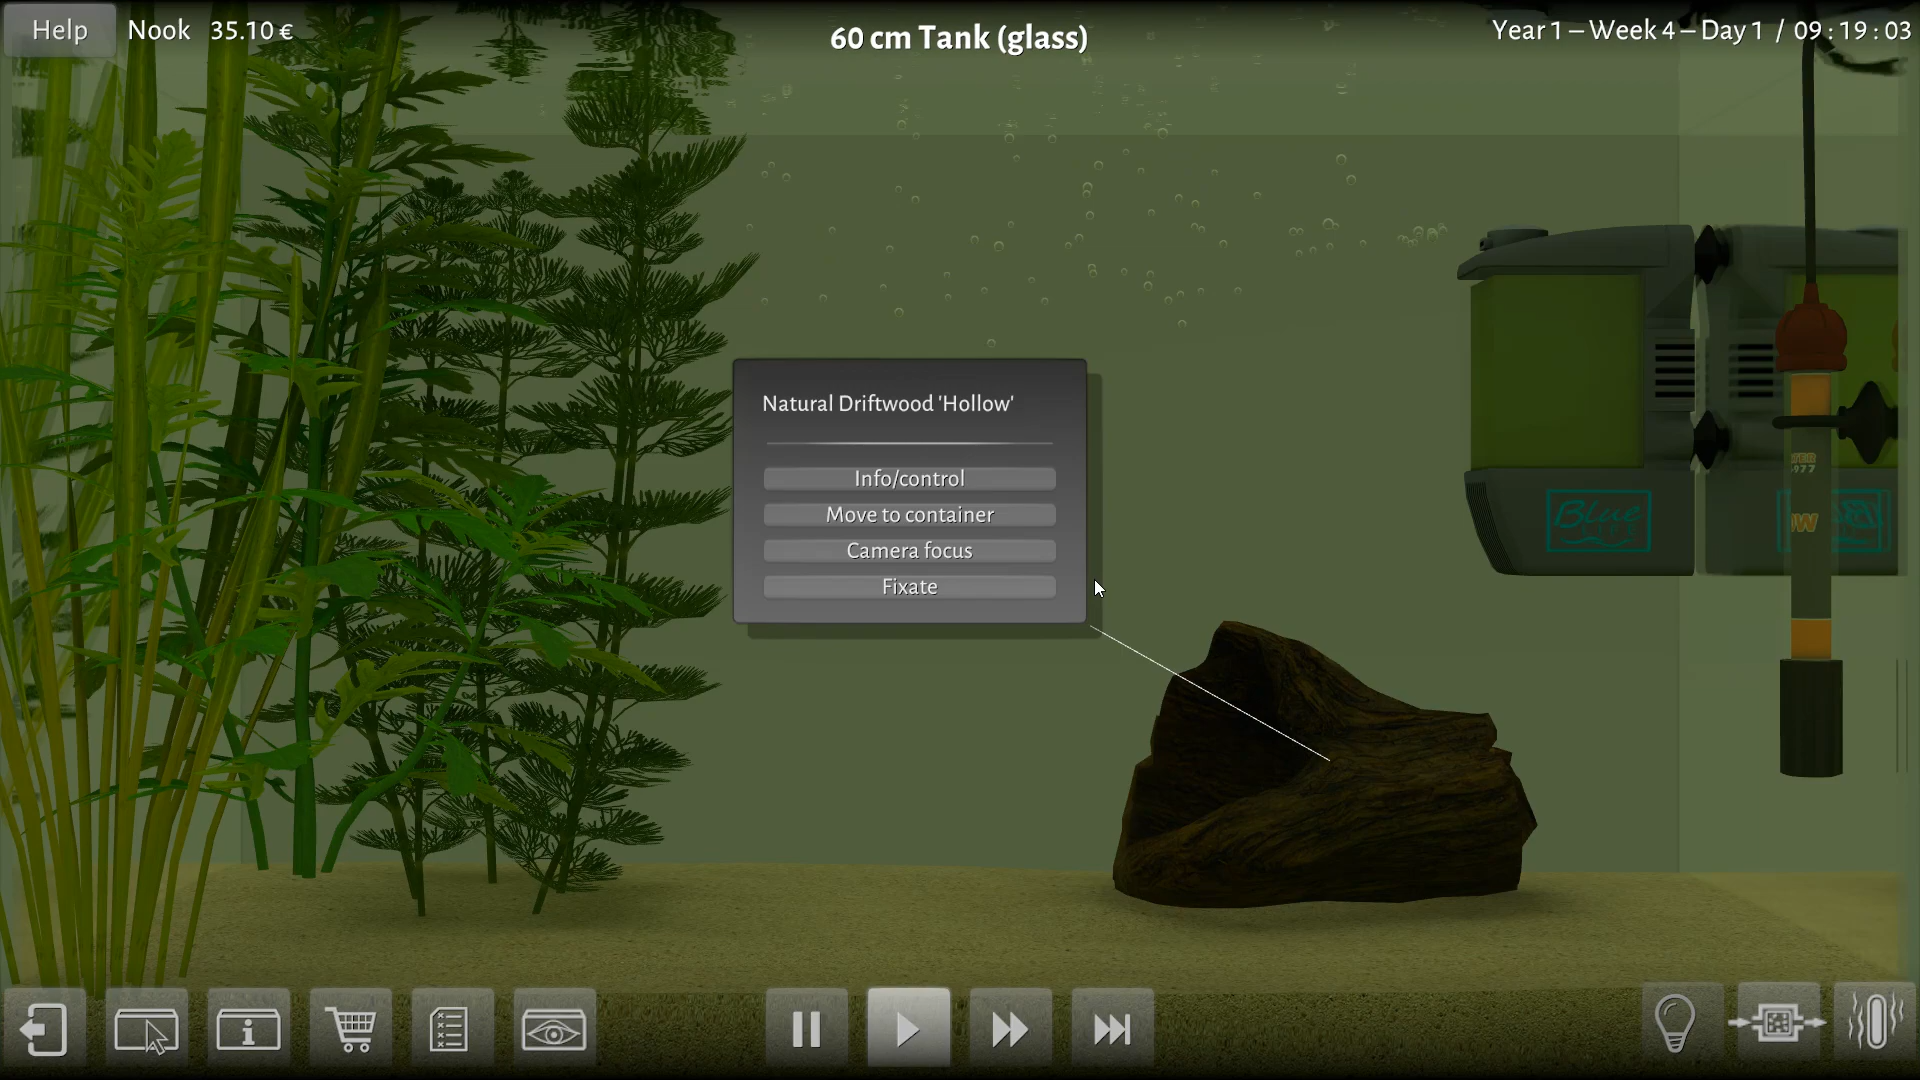 Help Nook 35.10 €
60 cm Tank (glass)
Year 1 – Week 4 – Day 1 / 09:19:03
Natural Driftwood 'Hollow'
Info/control
Move to container
Camera focus
Fixate
Blue